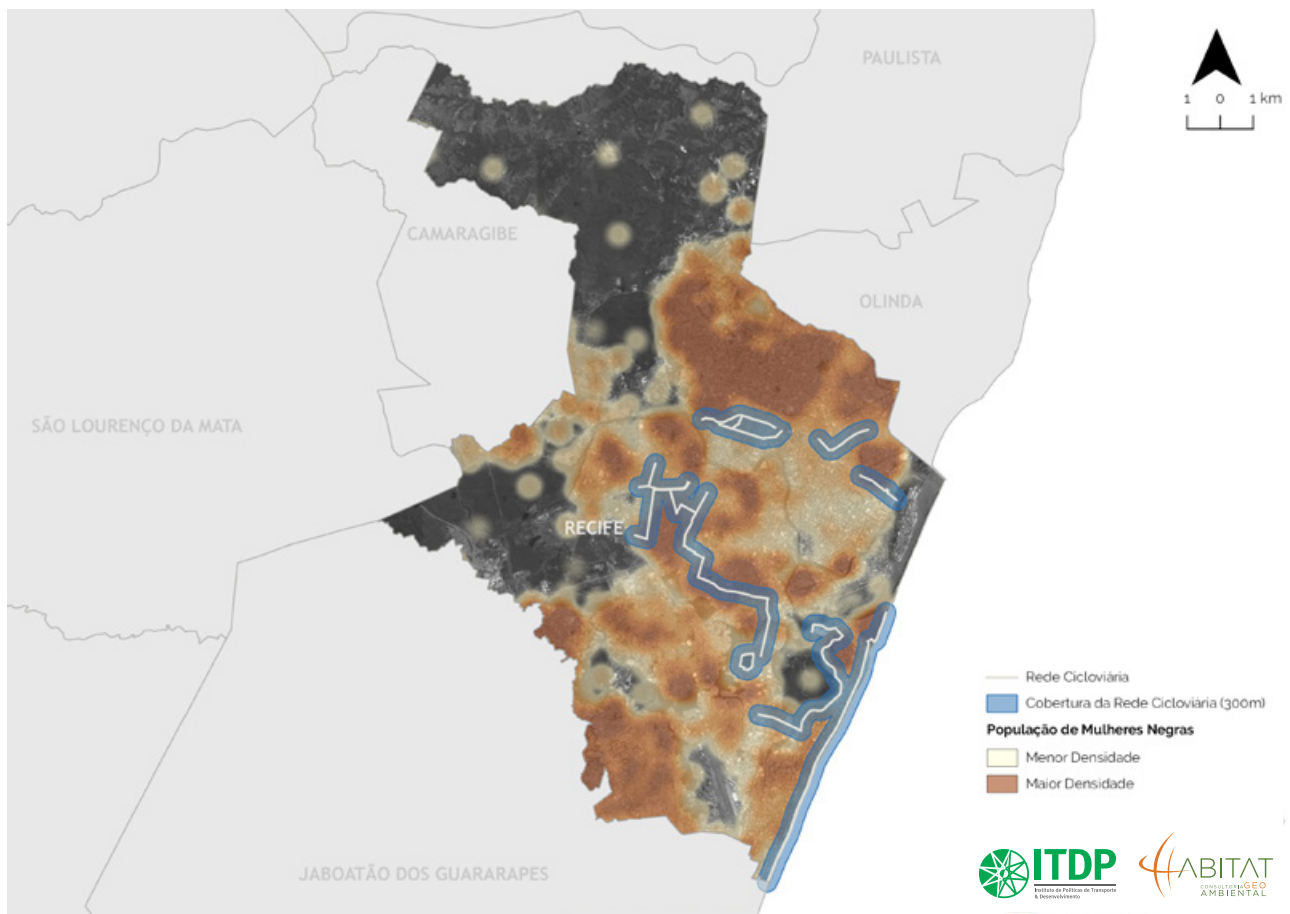 PAULISTA
1 0 1 km
CAMARAGIBE
OLINDA
SÃO LOURENÇO DA MATA
RECIFE
JABOATÃO DOS GUARARAPES
Rede Cicloviária
Cobertura da Rede Cicloviária (300m)
População de Mulheres Negras
Menor Densidade
Maior Densidade
ITDP
Instituto de Políticas de Transporte
& Desenvolvimento
HABITAT
CONSULTORIA GEO
AMBIENTAL